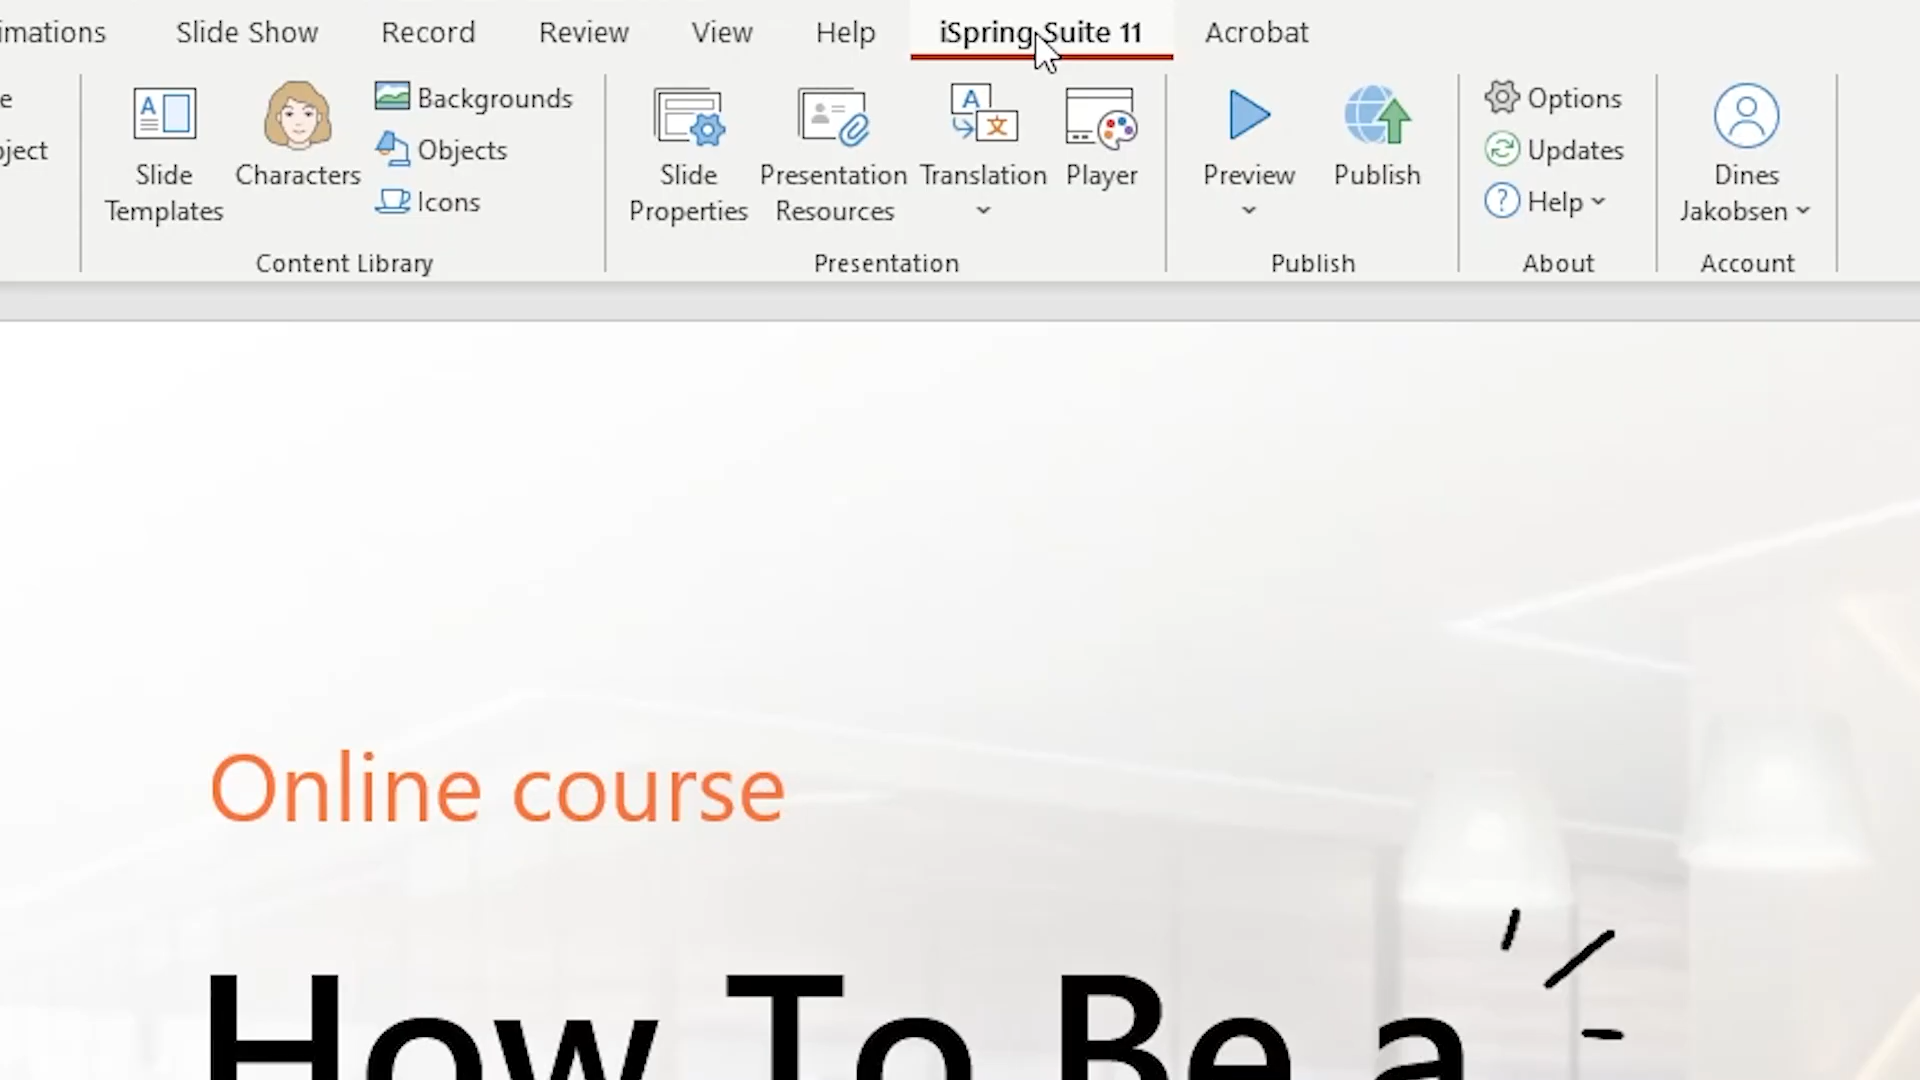 imations Slide Show Record Review View Help iSpring Suite 11 Acrobat
e
ject
Slide
Templates
Characters
Backgrounds
Objects
Icons
Content Library
Slide
Properties
Presentation
Resources
Translation
Player
Presentation
Preview
Publish
Publish
Options
Updates
Help
About
Dines
Jakobsen
Account
Online course
How To Be a